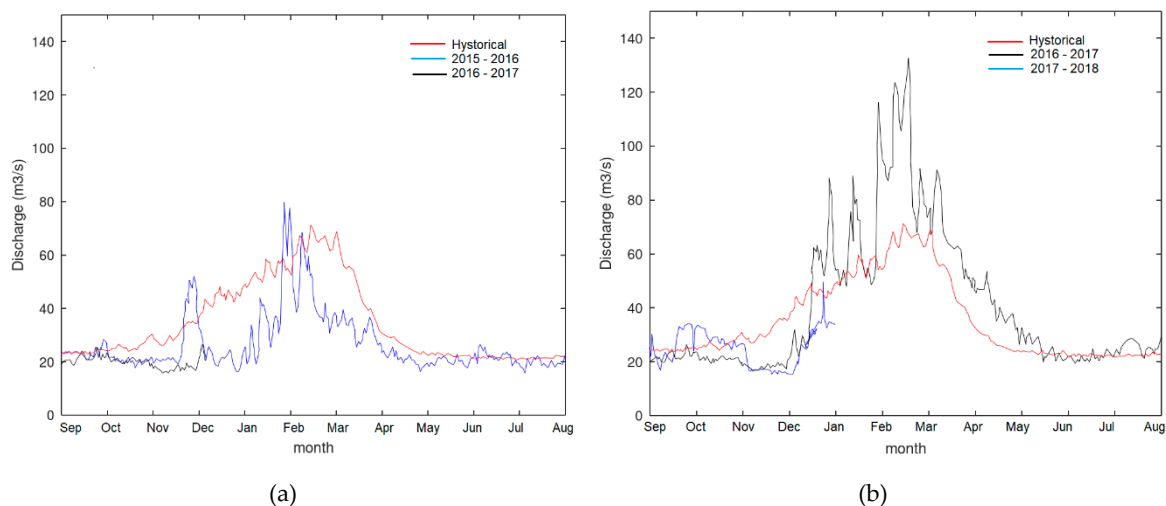 140
120
100
80
60
40
20
0
Discharge (m3/s)
Hystorical
2015 - 2016
2016 - 2017
Sep Oct Nov Dec Jan Feb Mar Apr May Jun Jul Aug
month
(a)
140
120
100
80
60
40
20
0
Discharge (m3/s)
Hystorical
2016 - 2017
2017 - 2018
Sep Oct Nov Dec Jan Feb Mar Apr May Jun Jul Aug
month
(b)